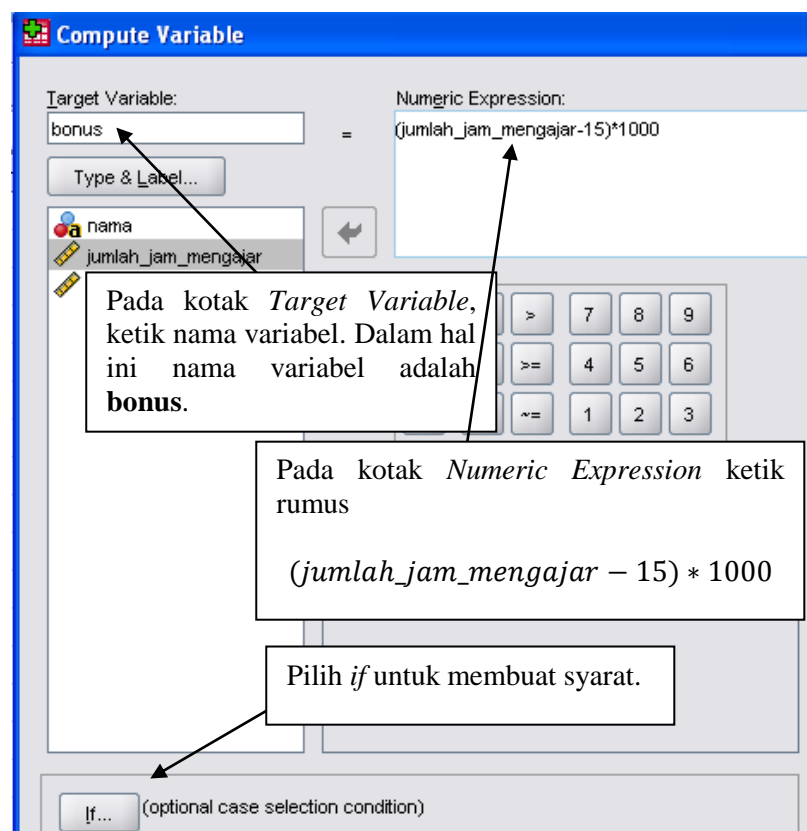 Compute Variable
Target Variable:
Numeric Expression:
bonus
=
(jumlah_jam_mengajar-15)*1000
Type & Label...
nama
jumlah_jam_mengajar
Pada kotak Target Variable,
ketik nama variabel. Dalam hal
ini nama variabel adalah
bonus.
> 7 8 9
>= 4 5 6
~= 1 2 3
Pada kotak Numeric Expression ketik
rumus
(jumlah_jam_mengajar − 15) ∗ 1000
Pilih if untuk membuat syarat.
If... (optional case selection condition)